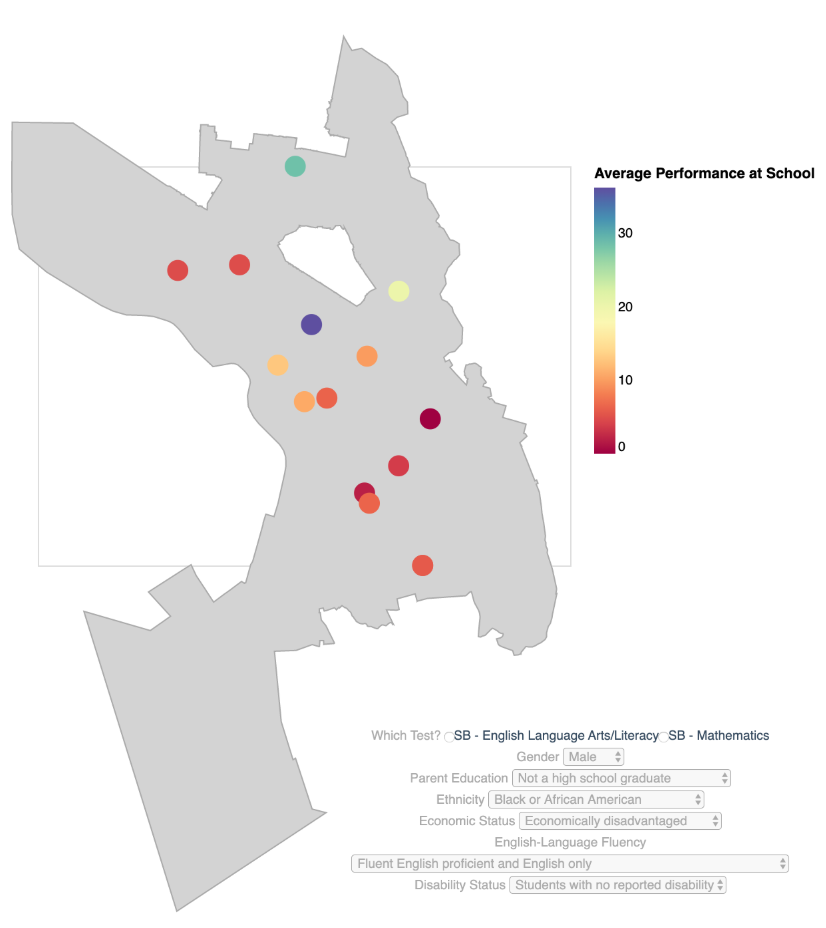 Average Performance at School
30
20
10
0
Which Test? SB - English Language Arts/Literacy SB - Mathematics
Gender Male
Parent Education Not a high school graduate
Ethnicity Black or African American
Economic Status Economically disadvantaged
English-Language Fluency
Fluent English proficient and English only
Disability Status Students with no reported disability